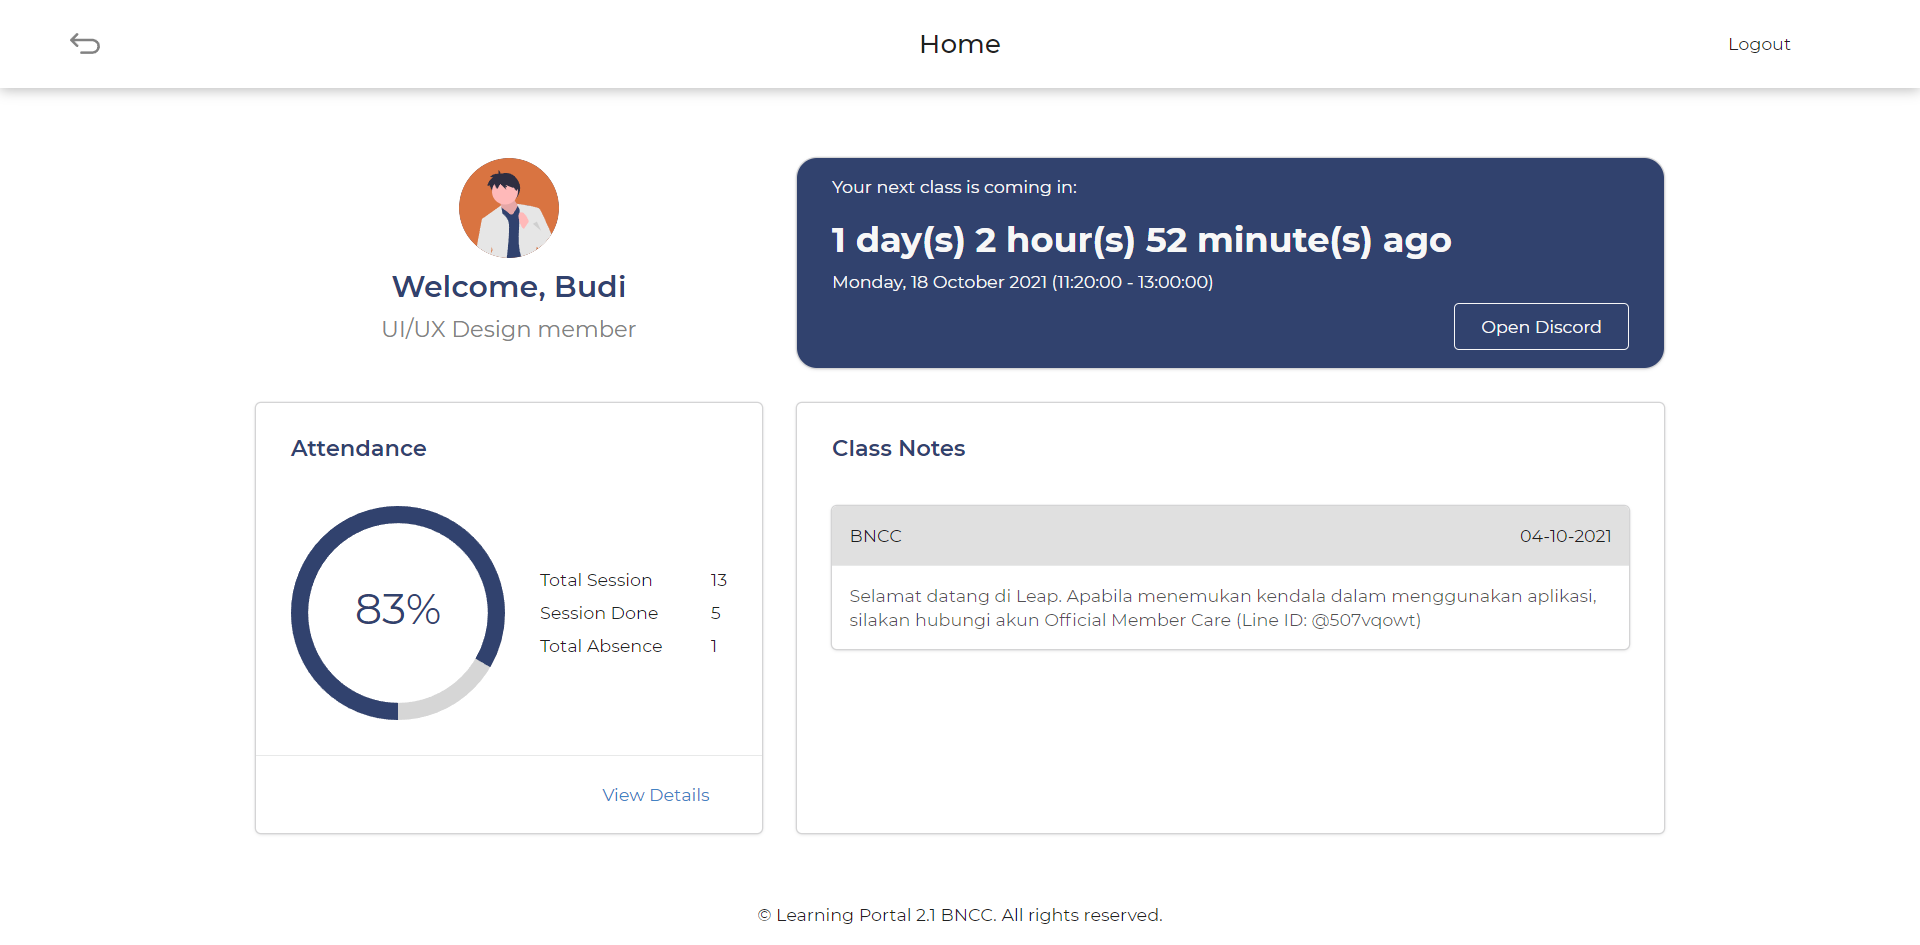 Home
Logout
Welcome, Budi
UI/UX Design member
Your next class is coming in:
1 day(s) 2 hour(s) 52 minute(s) ago
Monday, 18 October 2021 (11:20:00 - 13:00:00)
Open Discord
Attendance
83%
Total Session 13
Session Done 5
Total Absence 1
View Details
Class Notes
BNCC 04-10-2021
Selamat datang di Leap. Apabila menemukan kendala dalam menggunakan aplikasi,
silakan hubungi akun Official Member Care (Line ID: @507vqowt)
© Learning Portal 2.1 BNCC. All rights reserved.